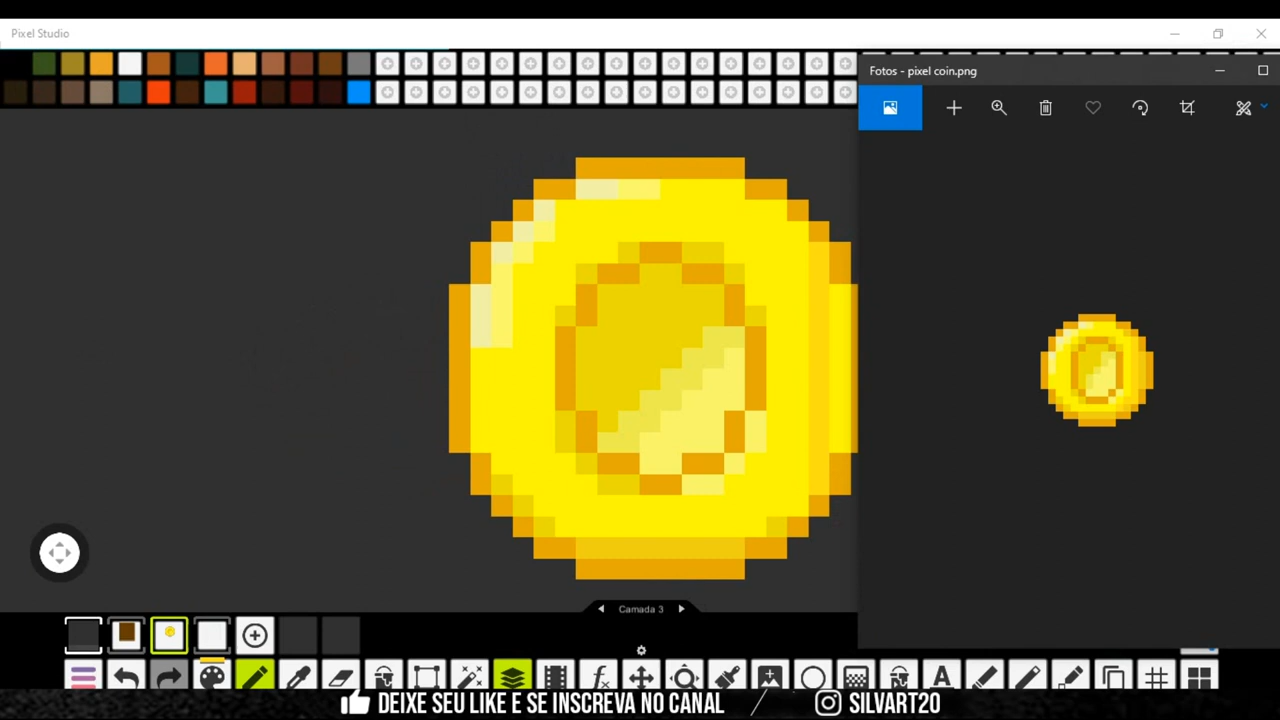 Pixel Studio
Fotos - pixel coin.png
Camada 3
A
DEIXE SEU LIKE E SE INSCREVA NO CANAL
SILVART20